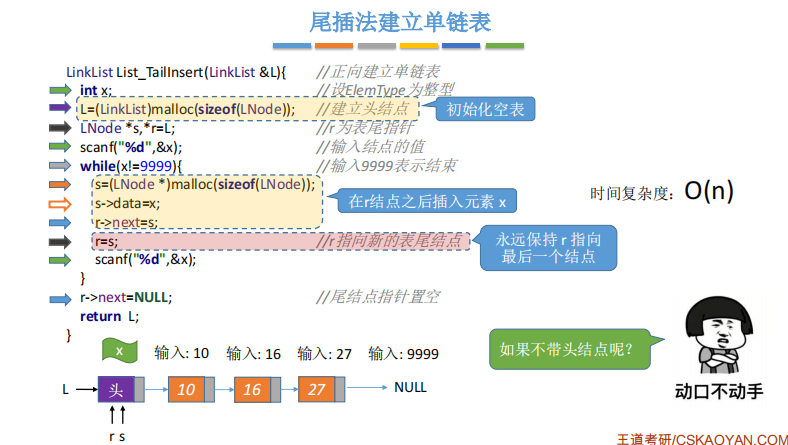 尾插法建立单链表
LinkList List_TailInsert(LinkList &L){ //正向建立单链表
int x; //设ElemType为整型
L=(LinkList)malloc(sizeof(LNode)); //建立头结点
初始化空表
LNode *s,*r=L; //r为表尾指针
scanf("%d",&x); //输入结点的值
while(x!=9999){ //输入9999表示结束
s=(LNode *)malloc(sizeof(LNode));
s->data=x;
r->next=s;
在r结点之后插入元素 x
时间复杂度：O(n)
r=s; //r指向新的表尾结点
永远保持 r 指向
最后一个结点
scanf("%d",&x);
}
r->next=NULL; //尾结点指针置空
return L;
}
x 输入：10 输入：16 输入：27 输入：9999
如果不带头结点呢？
L 头 10 16 27 NULL
动口不动手
r s
王道考研/CSKAOYAN.COM